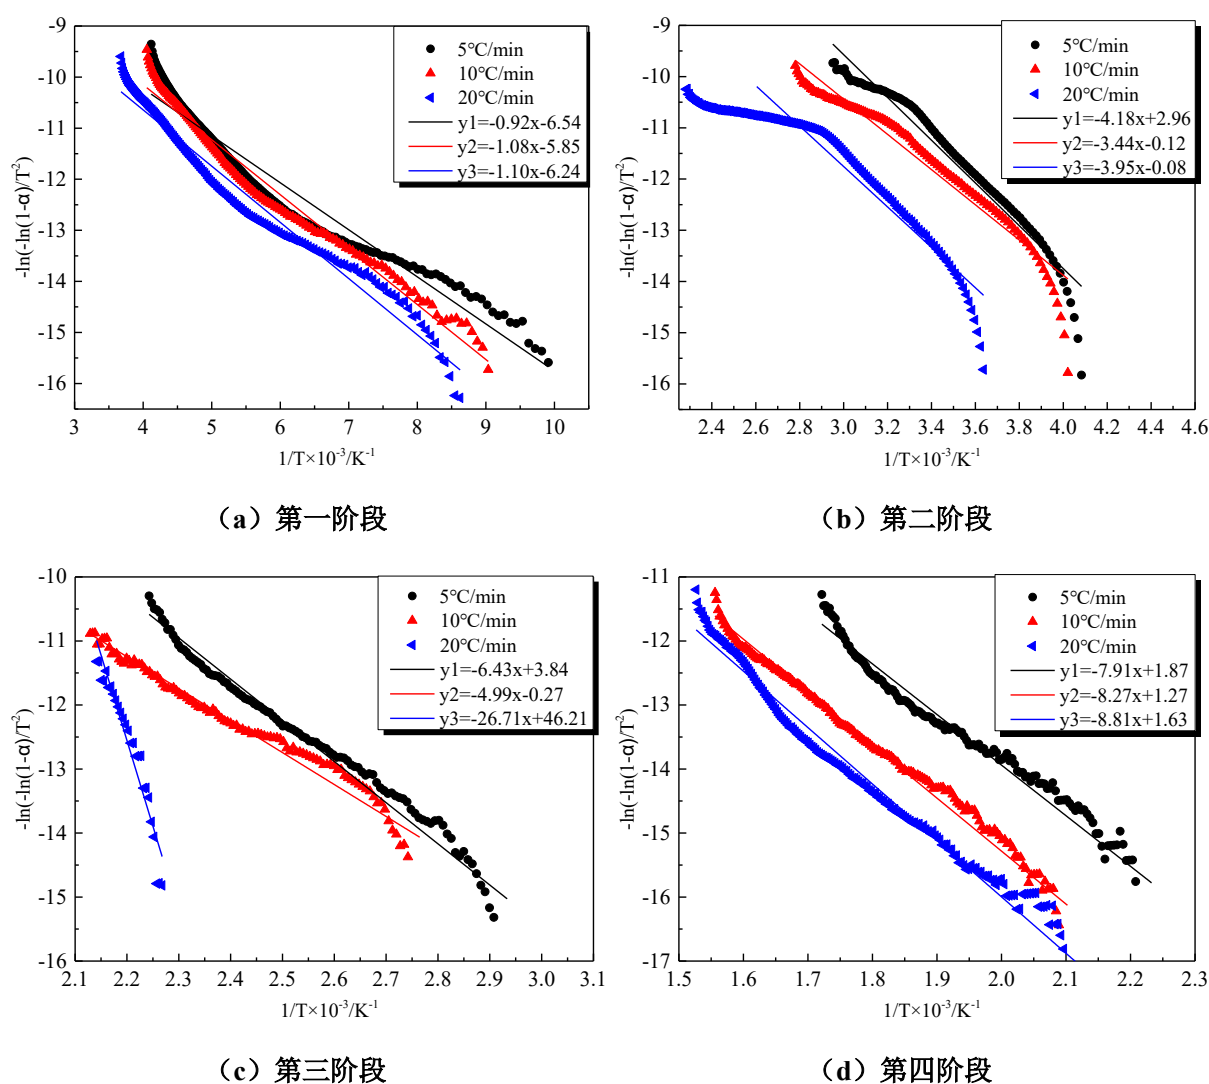 -9
-10
-11
-12
-13
-14
-15
-16
-ln(-ln(1-α)/T²)
5℃/min
10℃/min
20℃/min
y1=-0.92x-6.54
y2=-1.08x-5.85
y3=-1.10x-6.24
3 4 5 6 7 8 9 10
1/T×10⁻³/K⁻¹
（a）第一阶段
-9
-10
-11
-12
-13
-14
-15
-16
-ln(-ln(1-α)/T²)
5℃/min
10℃/min
20℃/min
y1=-4.18x+2.96
y2=-3.44x-0.12
y3=-3.95x-0.08
2.4 2.8 3.0 3.2 3.4 3.6 3.8 4.0 4.2 4.4 4.6
1/T×10⁻³/K⁻¹
（b）第二阶段
-10
-11
-12
-13
-14
-15
-16
-ln(-ln(1-α)/T²)
5℃/min
10℃/min
20℃/min
y1=-6.43x+3.84
y2=-4.99x-0.27
y3=-26.71x+46.21
2.1 2.2 2.3 2.4 2.5 2.6 2.7 2.8 2.9 3.0 3.1
1/T×10⁻³/K⁻¹
（c）第三阶段
-11
-12
-13
-14
-15
-16
-17
-ln(-ln(1-α)/T²)
5℃/min
10℃/min
20℃/min
y1=-7.91x+1.87
y2=-8.27x+1.27
y3=-8.81x+1.63
1.5 1.6 1.7 1.8 1.9 2.0 2.1 2.2 2.3
1/T×10⁻³/K⁻¹
（d）第四阶段